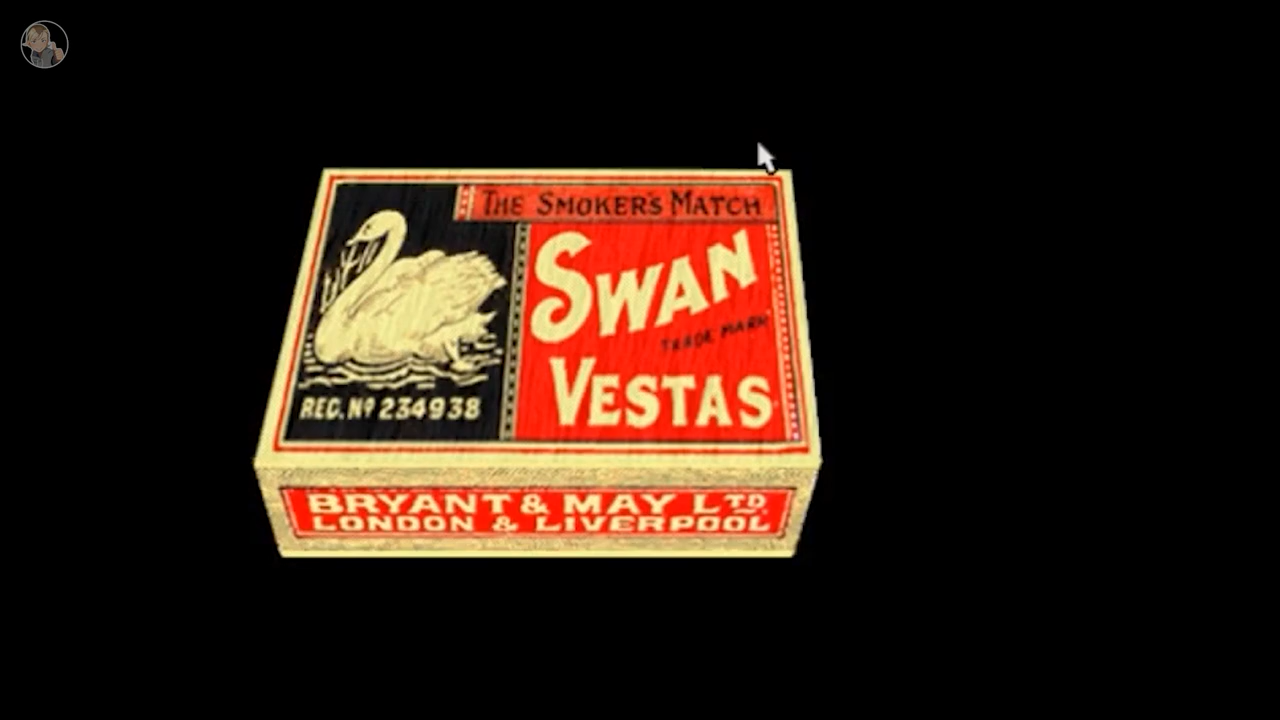 THE SMOKER'S MATCH
SWAN
TRADE MARK
VESTAS
REG. Nº 234938
BRYANT & MAY LTD.
LONDON & LIVERPOOL